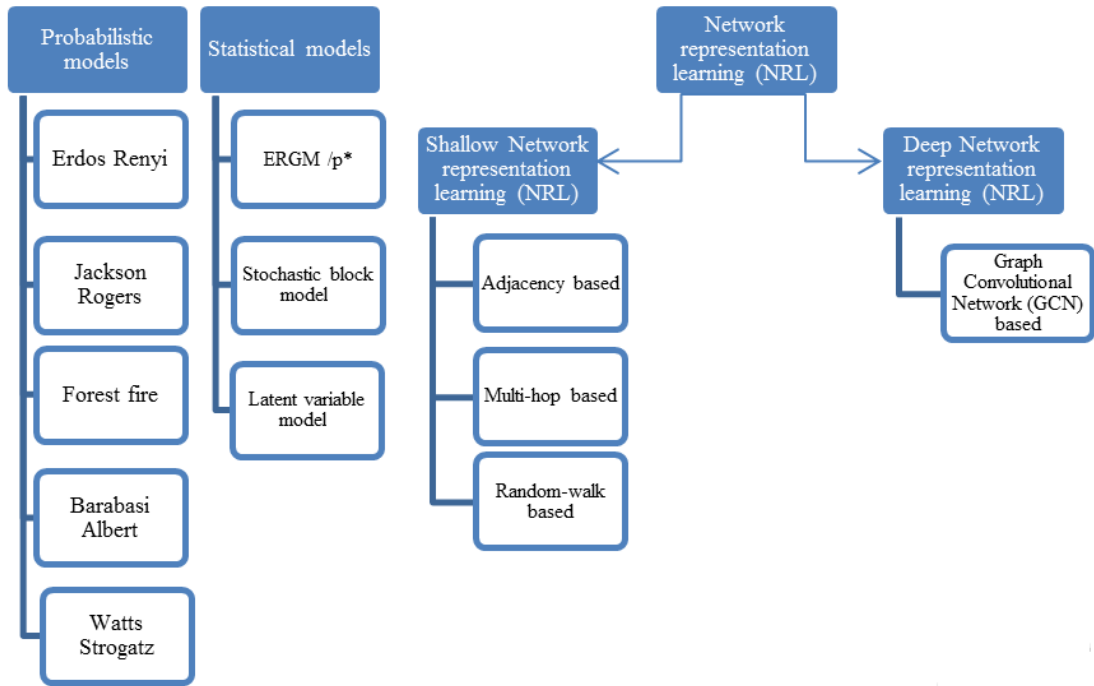 Probabilistic
models
Erdos Renyi
Jackson
Rogers
Forest fire
Barabasi
Albert
Watts
Strogatz
Statistical models
ERGM /p*
Stochastic block
model
Latent variable
model
Network
representation
learning (NRL)
Shallow Network
representation
learning (NRL)
Adjacency based
Multi-hop based
Random-walk
based
Deep Network
representation
learning (NRL)
Graph
Convolutional
Network (GCN)
based